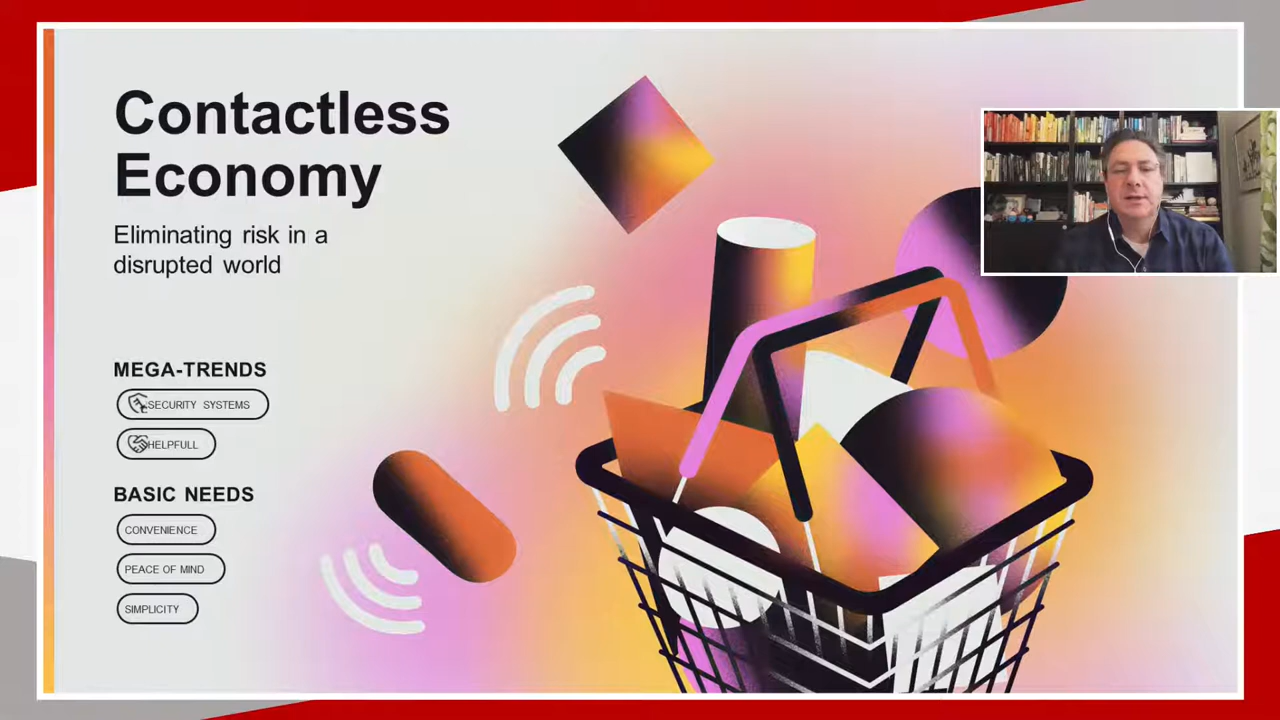 Contactless
Economy
Eliminating risk in a
disrupted world
MEGA-TRENDS
SECURITY SYSTEMS
HELPFULL
BASIC NEEDS
CONVENIENCE
PEACE OF MIND
SIMPLICITY